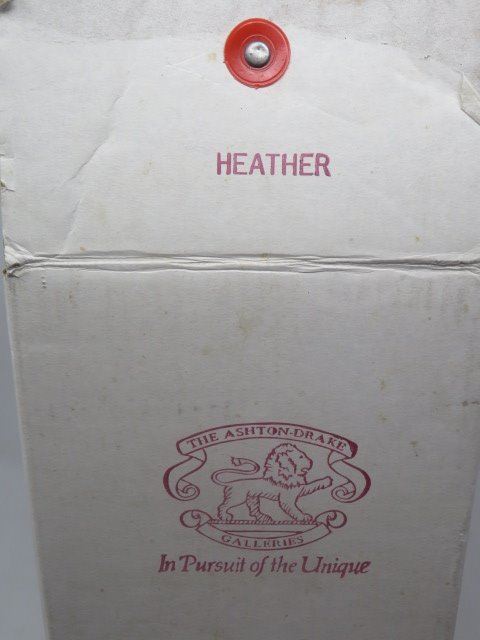 HEATHER
THE ASHTON-DRAKE
GALLERIES
In Pursuit of the Unique